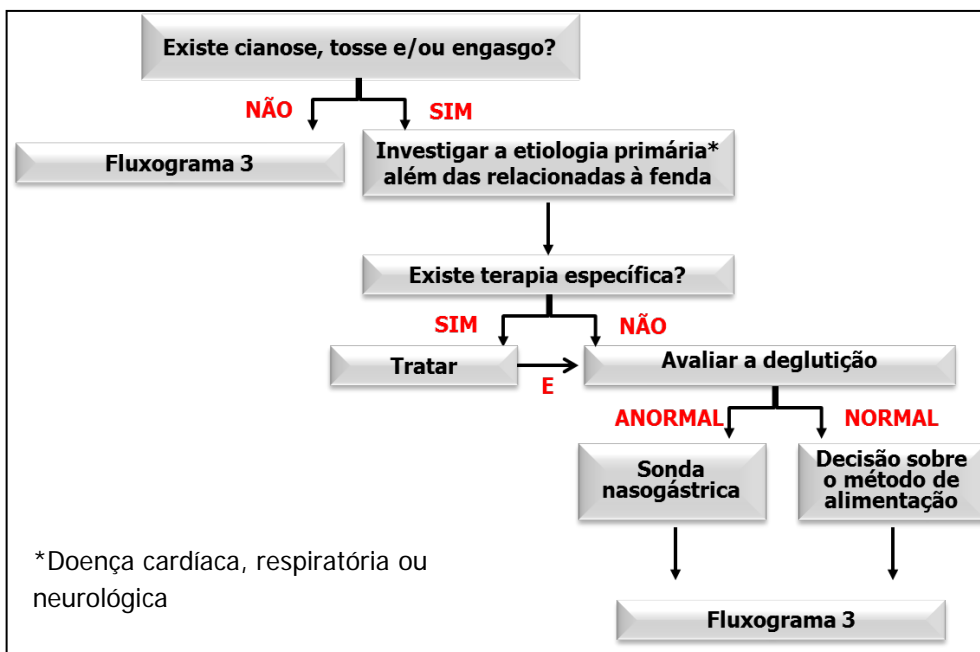 Existe cianose, tosse e/ou engasgo?
NÃO
SIM
Fluxograma 3
Investigar a etiologia primária*
além das relacionadas à fenda
Existe terapia específica?
SIM
NÃO
Tratar
E
Avaliar a deglutição
ANORMAL
NORMAL
Sonda
nasogástrica
Decisão sobre
o método de
alimentação
*Doença cardíaca, respiratória ou
neurológica
Fluxograma 3